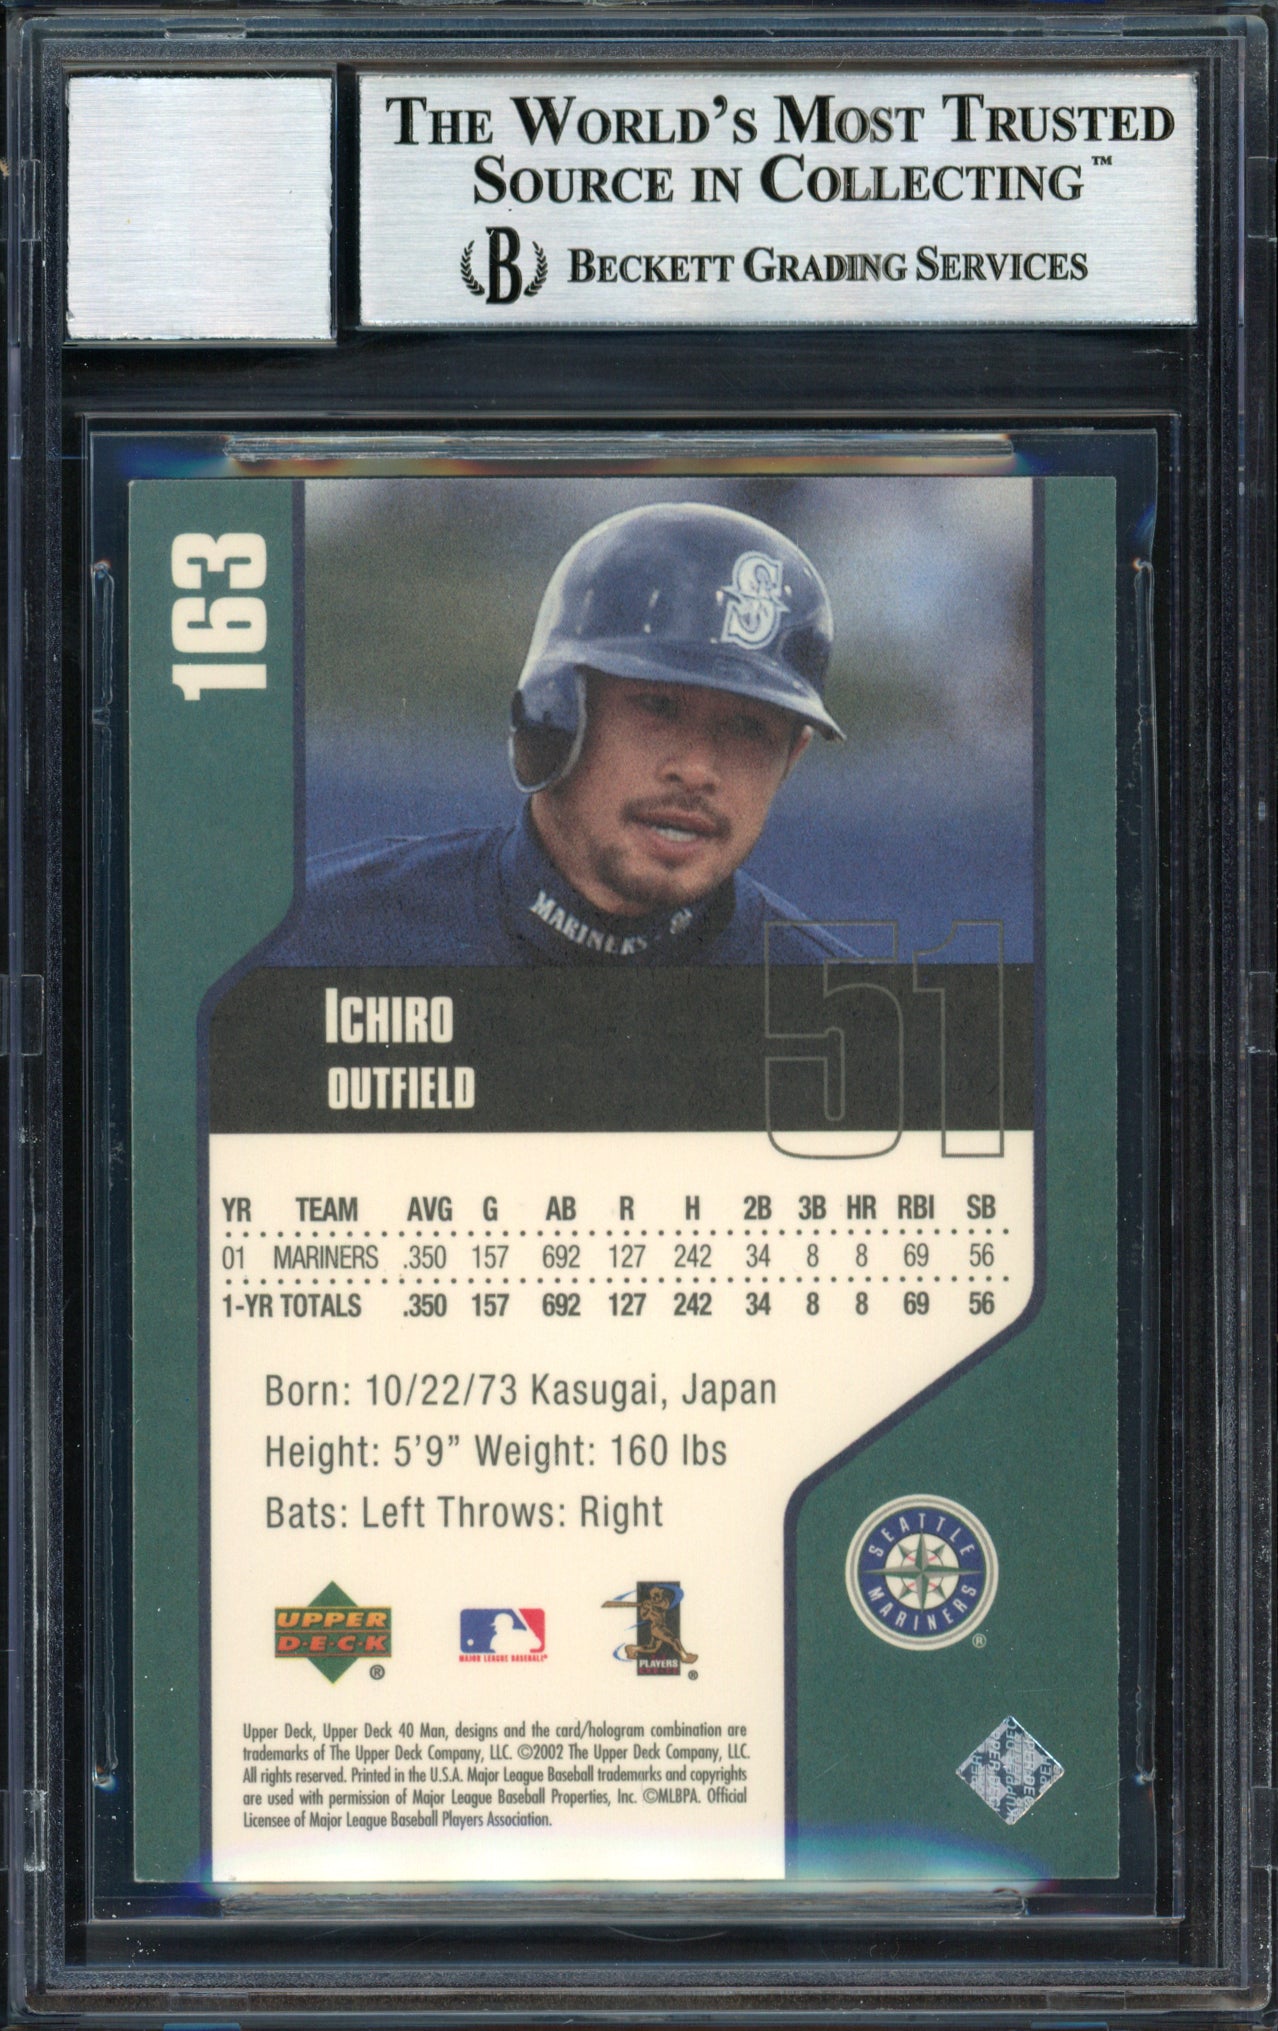 THE WORLD'S MOST TRUSTED
SOURCE IN COLLECTING™
B BECKETT GRADING SERVICES
163
S
MARINERS
51
ICHIRO
OUTFIELD
YR TEAM AVG G AB R H 2B 3B HR RBI SB
01 MARINERS .350 157 692 127 242 34 8 8 69 56
1-YR TOTALS .350 157 692 127 242 34 8 8 69 56
Born: 10/22/73 Kasugai, Japan
Height: 5'9” Weight: 160 lbs
Bats: Left Throws: Right
SEATTLE
MARINERS
®
UPPER
D·E·C·K
®
MAJOR LEAGUE BASEBALL®
PLAYERS
®
Upper Deck, Upper Deck 40 Man, designs and the card/hologram combination are
trademarks of The Upper Deck Company, LLC. ©2002 The Upper Deck Company, LLC.
All rights reserved. Printed in the U.S.A. Major League Baseball trademarks and copyrights
are used with permission of Major League Baseball Properties, Inc. ©MLBPA. Official
Licensee of Major League Baseball Players Association.